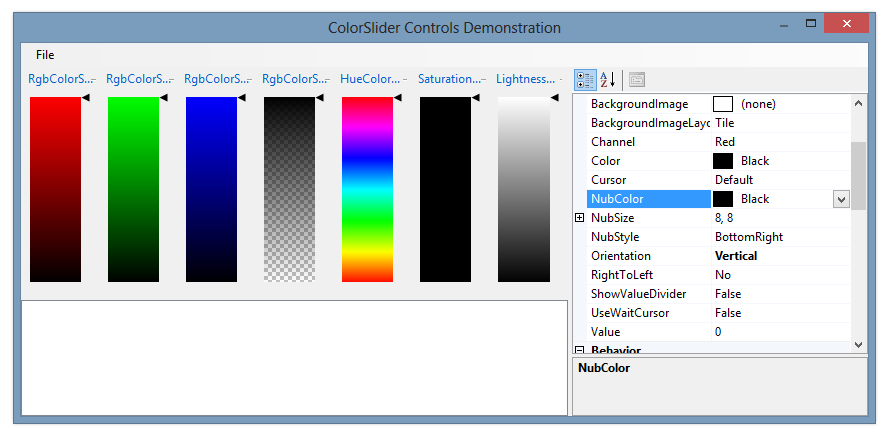 ColorSlider Controls Demonstration
File
RgbColorS... RgbColorS... RgbColorS... RgbColorS... HueColor... Saturation... Lightness...
BackgroundImage (none)
BackgroundImageLayc Tile
Channel Red
Color Black
Cursor Default
NubColor Black
NubSize 8, 8
NubStyle BottomRight
Orientation Vertical
RightToLeft No
ShowValueDivider False
UseWaitCursor False
Value 0
Behavior
NubColor